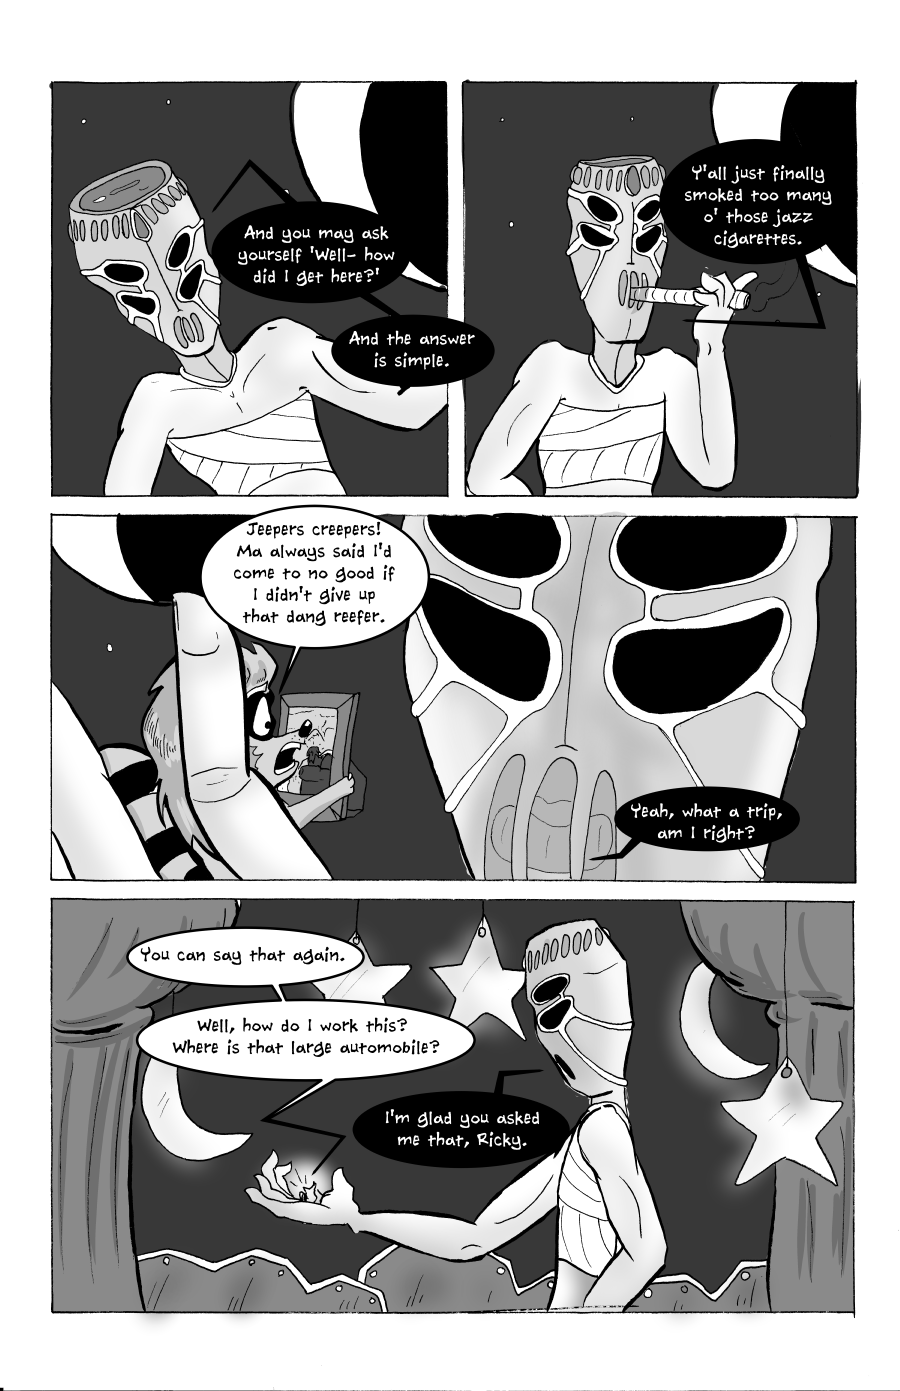 And you may ask
yourself 'Well- how
did I get here?'
And the answer
is simple.
Y'all just finally
smoked too many
o' those jazz
cigarettes.
Jeepers creepers!
Ma always said I'd
come to no good if
I didn't give up
that dang reefer.
Yeah, what a trip,
am I right?
You can say that again.
Well, how do I work this?
Where is that large automobile?
I'm glad you asked
me that, Ricky.